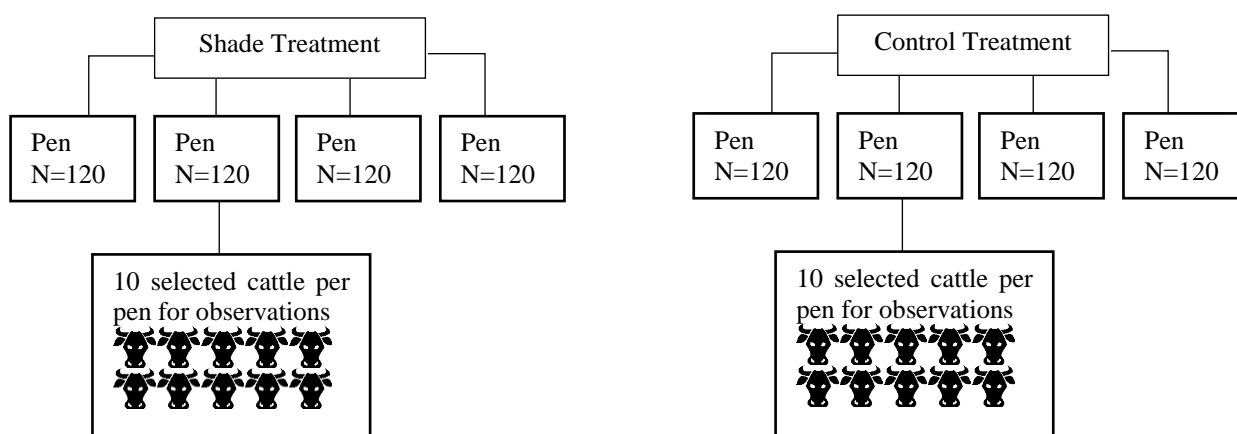 Shade Treatment
Pen
N=120
Pen
N=120
Pen
N=120
Pen
N=120
10 selected cattle per
pen for observations
Control Treatment
Pen
N=120
Pen
N=120
Pen
N=120
Pen
N=120
10 selected cattle per
pen for observations